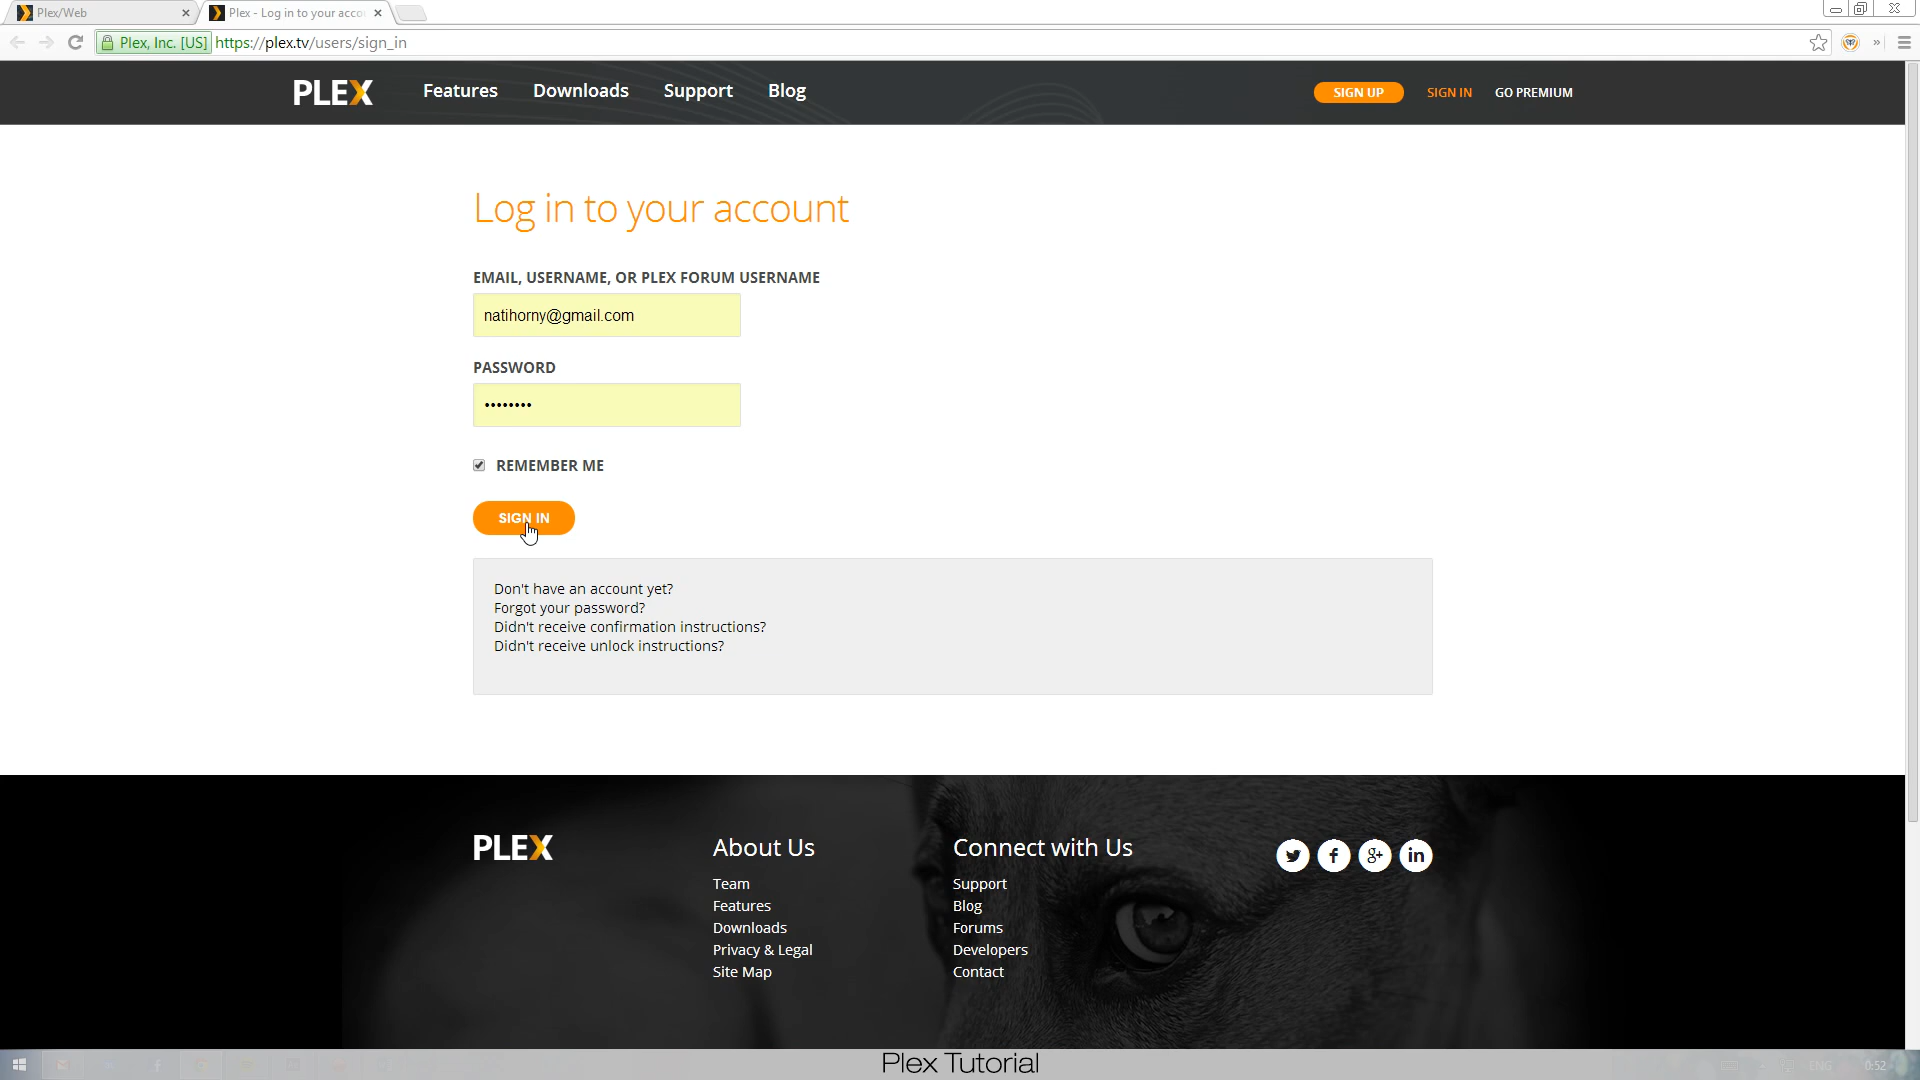 Plex/Web
Plex - Log in to your acco
Plex, Inc. [US]
https://plex.tv/users/sign_in
PLEX
Features
Downloads
Support
Blog
SIGN UP
SIGN IN
GO PREMIUM
Log in to your account
EMAIL, USERNAME, OR PLEX FORUM USERNAME
natihorny@gmail.com
PASSWORD
••••••••
REMEMBER ME
SIGN IN
Don't have an account yet?
Forgot your password?
Didn't receive confirmation instructions?
Didn't receive unlock instructions?
PLEX
About Us
Team
Features
Downloads
Privacy & Legal
Site Map
Connect with Us
Support
Blog
Forums
Developers
Contact
Plex Tutorial
ENG
0:52